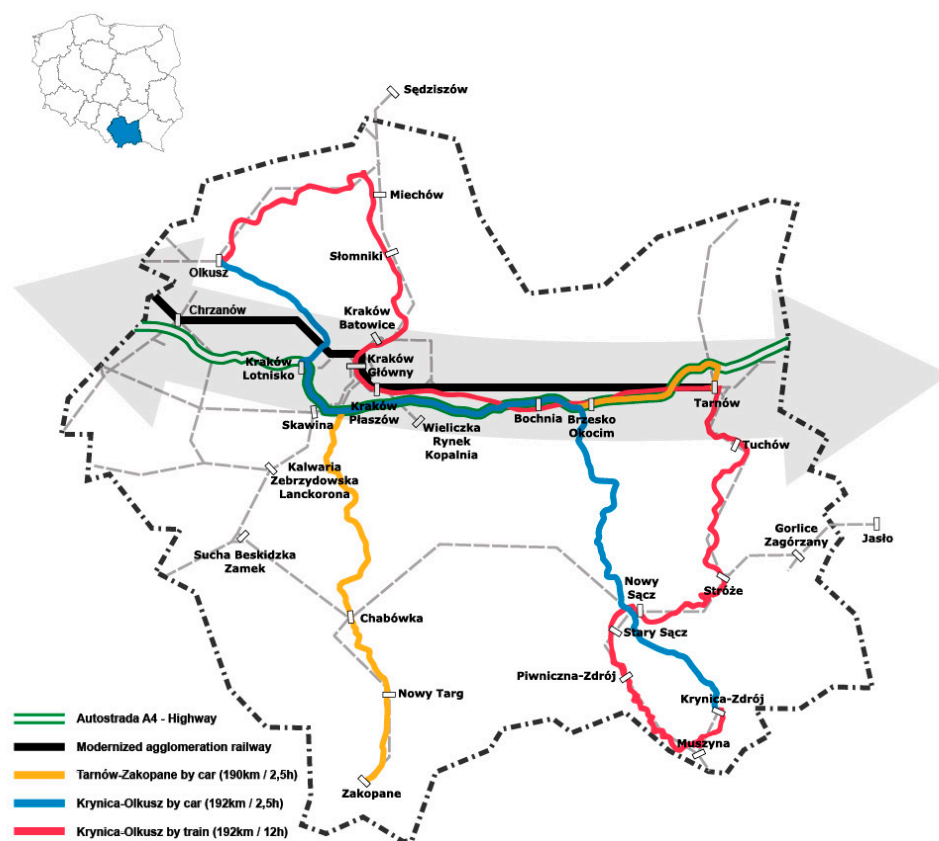 Sędziszów
Miechów
Słomniki
Olkusz
Chrzanów
Kraków
Batowice
Kraków
Lotnisko
Kraków
Główny
Kraków
Płaszów
Skawina
Wieliczka
Rynek
Kopalnia
Bochnia
Brzesko
Okocim
Tarnów
Tuchów
Kalwaria
Zebrzydowska
Lanckorona
Sucha Beskidzka
Zamek
Gorlice
Zagórzany
Jasło
Stróże
Nowy
Sącz
Stary Sącz
Chabówka
Piwniczna-Zdrój
Nowy Targ
Krynica-Zdrój
Muszyna
Zakopane
Autostrada A4 - Highway
Modernized agglomeration railway
Tarnów-Zakopane by car (190km / 2,5h)
Krynica-Olkusz by car (192km / 2,5h)
Krynica-Olkusz by train (192km / 12h)